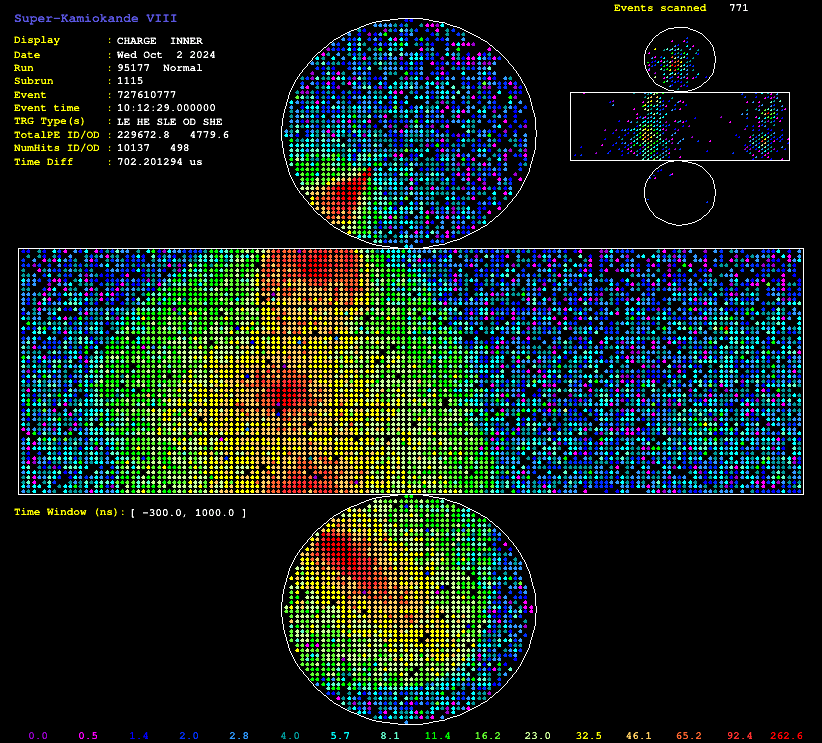 Super-Kamiokande VIII
Events scanned 771
Display : CHARGE INNER
Date : Wed Oct 2 2024
Run : 95177 Normal
Subrun : 1115
Event : 727610777
Event time : 10:12:29.000000
TRG Type(s) : LE HE SLE OD SHE
TotalPE ID/OD : 229672.8 4779.6
NumHits ID/OD : 10137 498
Time Diff : 702.201294 us
Time Window (ns): [ -300.0, 1000.0 ]
0.0 0.5 1.4 2.0 2.8 4.0 5.7 8.1 11.4 16.2 23.0 32.5 46.1 65.2 92.4 262.6